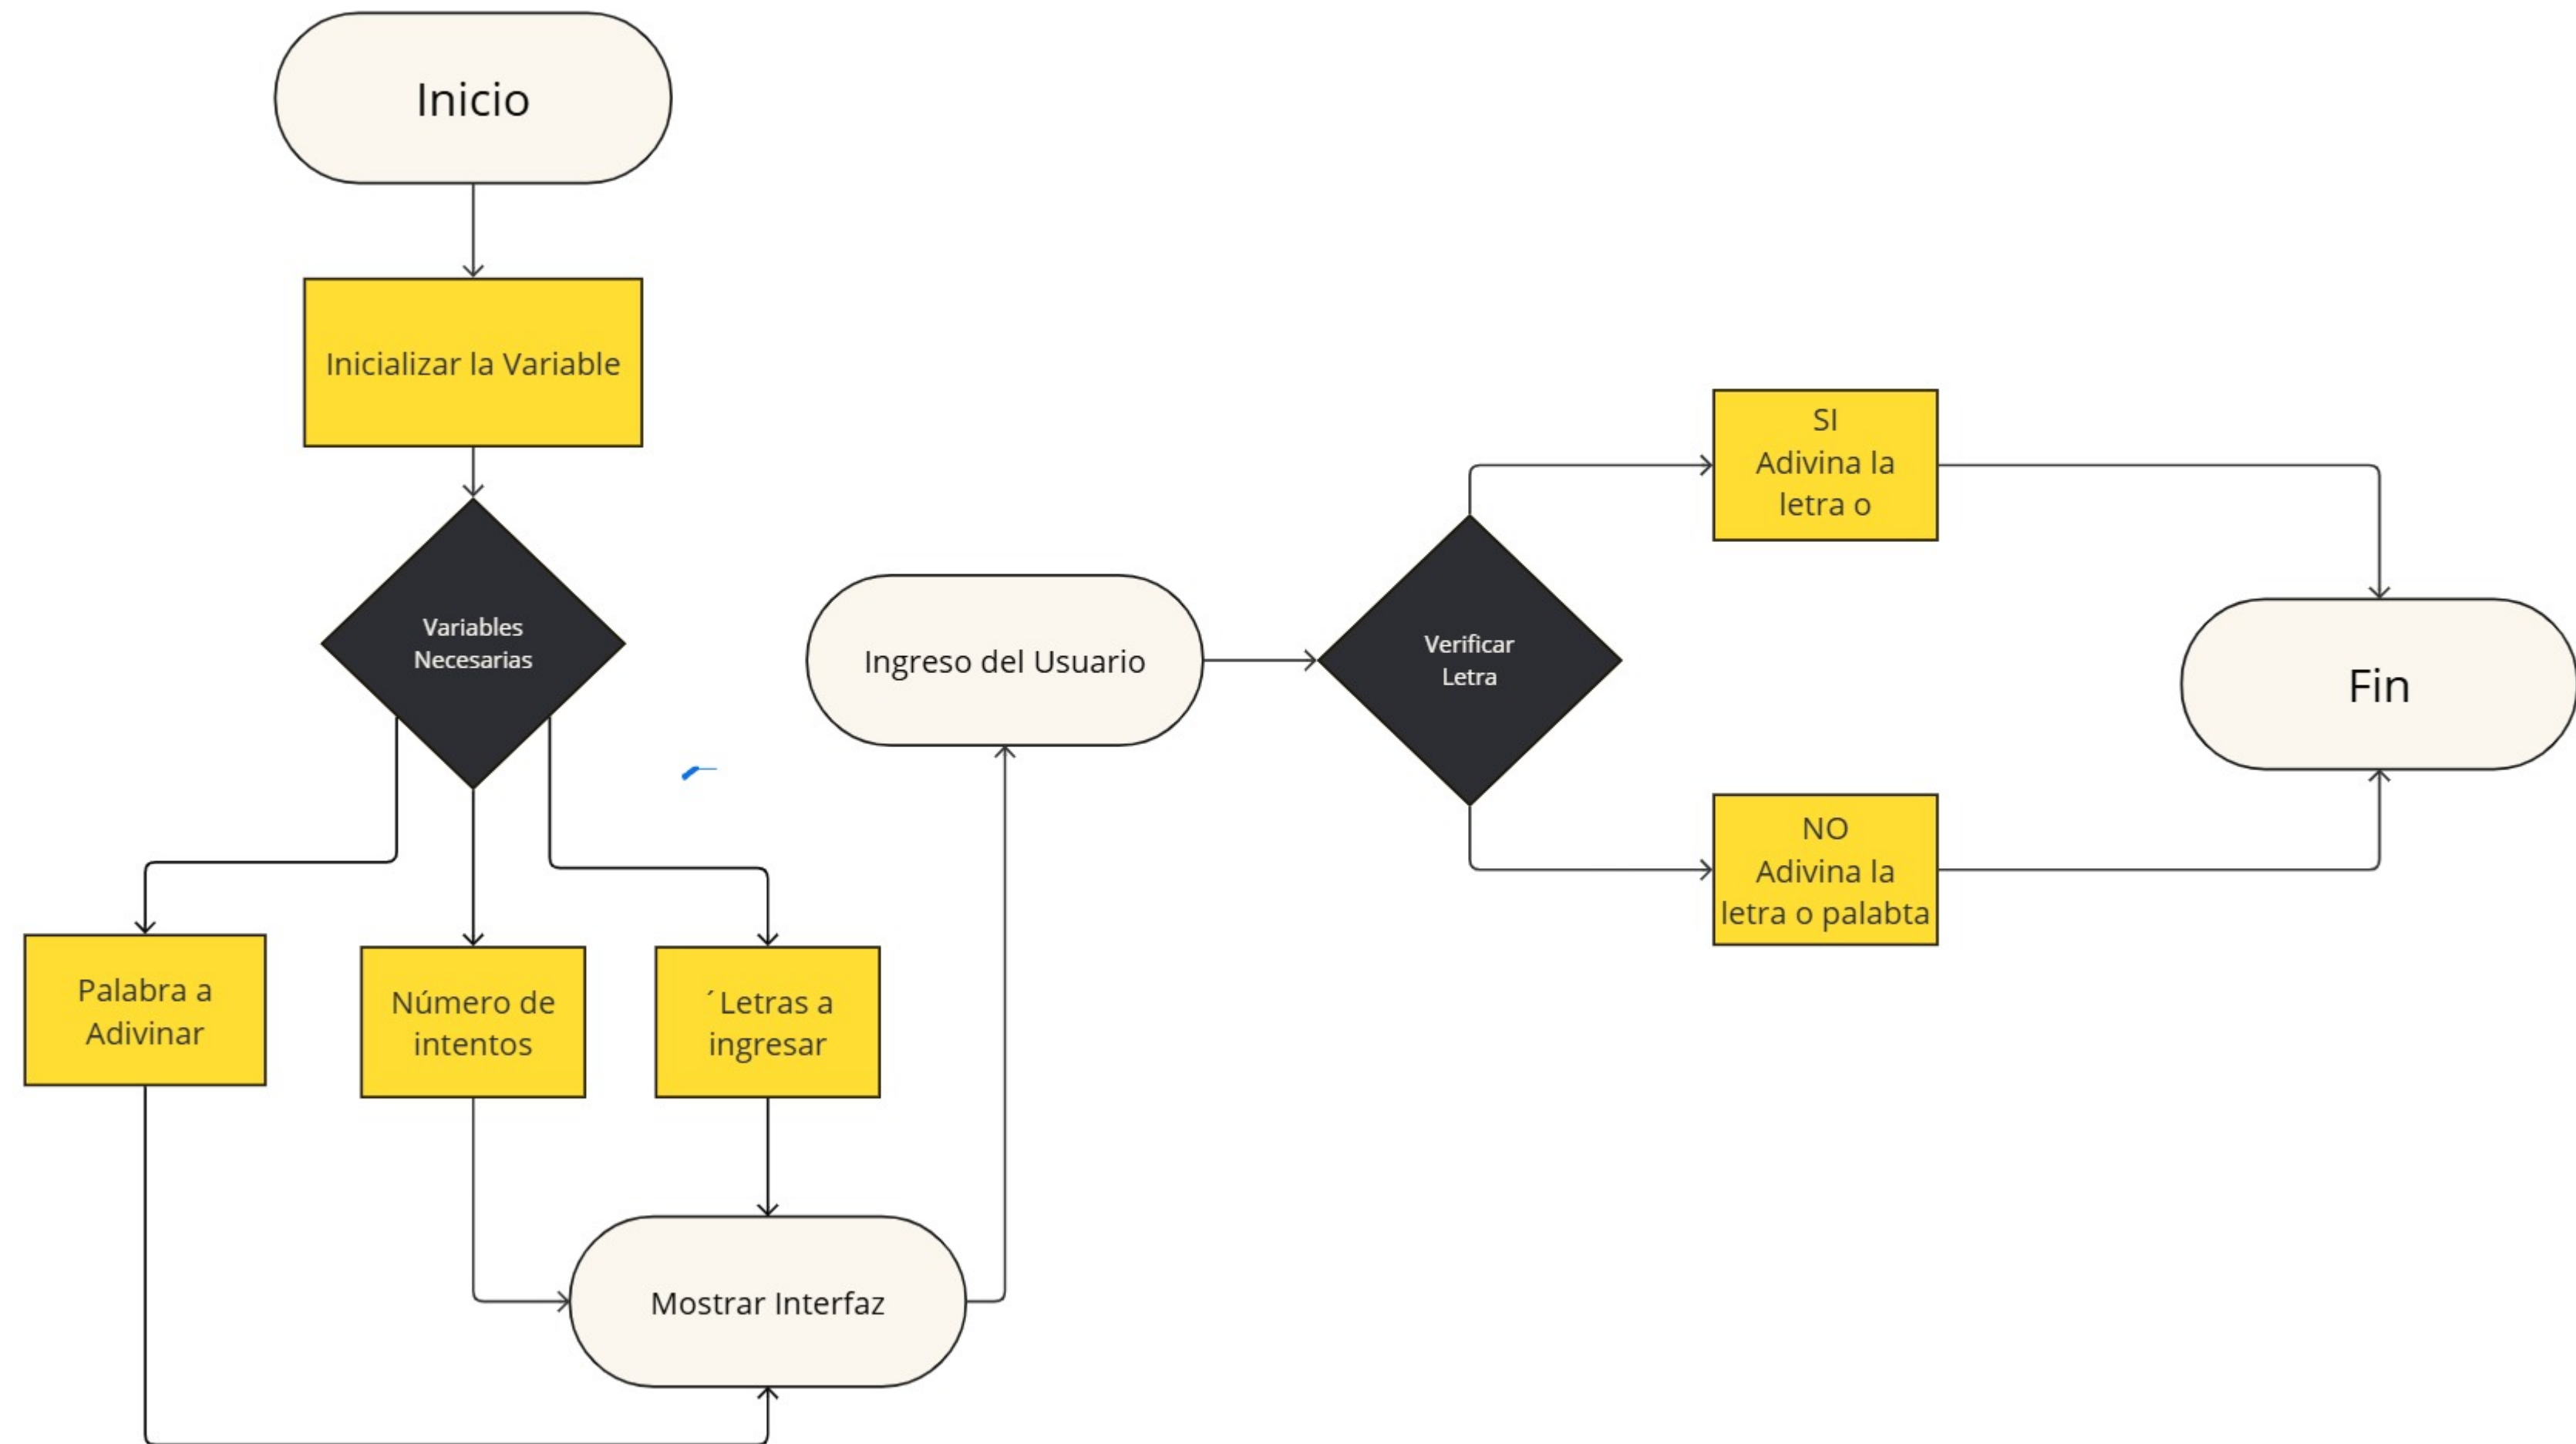 Inicio
Inicializar la Variable
Variables
Necesarias
Palabra a
Adivinar
Número de
intentos
´Letras a
ingresar
Mostrar Interfaz
Ingreso del Usuario
Verificar
Letra
SI
Adivina la
letra o
NO
Adivina la
letra o palabta
Fin